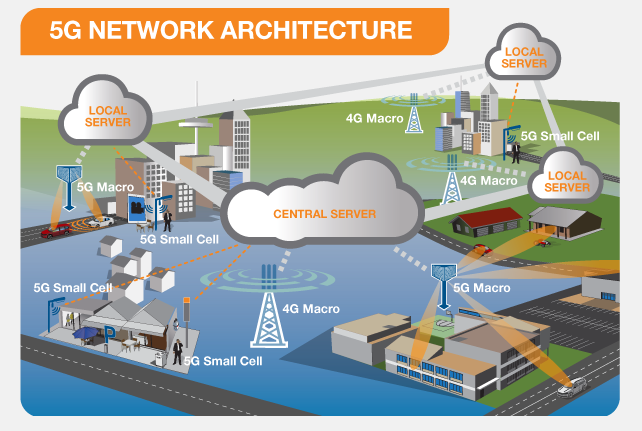 5G NETWORK ARCHITECTURE
LOCAL
SERVER
LOCAL
SERVER
4G Macro
5G Small Cell
4G Macro
LOCAL
SERVER
5G Macro
CENTRAL SERVER
5G Small Cell
5G Small Cell
5G Macro
4G Macro
P
5G Small Cell